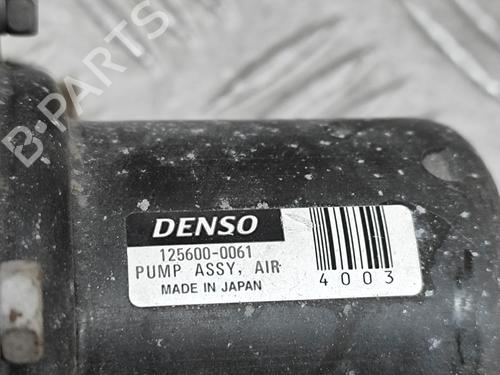 DENSO
125600-0061
PUMP ASSY, AIR
MADE IN JAPAN
4003
B-PARTS